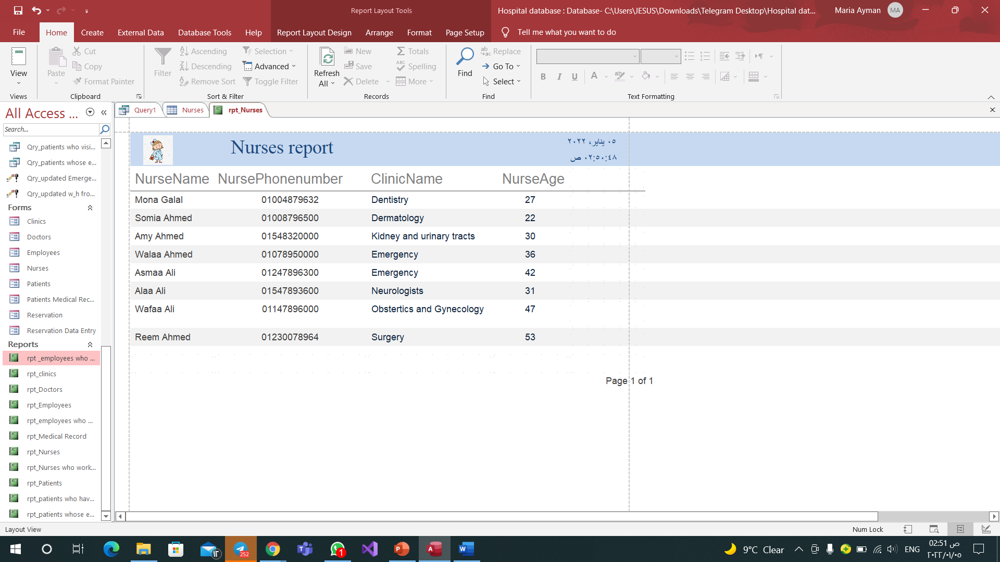 Report Layout Tools
Hospital database : Database- C:\Users\JESUS\Downloads\Telegram Desktop\Hospital dat...
Maria Ayman
MA
File
Home
Create
External Data
Database Tools
Help
Report Layout Design
Arrange
Format
Page Setup
Tell me what you want to do
View
Paste
Cut
Copy
Format Painter
Filter
Ascending
Descending
Remove Sort
Selection
Advanced
Toggle Filter
Refresh
All
New
Save
Delete
Totals
Spelling
More
Find
Replace
Go To
Select
B I U
Views
Clipboard
Sort & Filter
Records
Find
Text Formatting
All Access ...
Search...
Query1
Nurses
rpt_Nurses
Qry_patients who visi...
Qry_patients whose e...
Qry_updated Emerge...
Qry_updated w_h fro...
Forms
Clinics
Doctors
Employees
Nurses
Patients
Patients Medical Rec...
Reservation
Reservation Data Entry
Reports
rpt _employees who ...
rpt_clinics
rpt_Doctors
rpt_Employees
rpt_employees who ...
rpt_Medical Record
rpt_Nurses
rpt_Nurses who work...
rpt_Patients
rpt_patients who hav...
rpt_patients whose e...
Nurses report
٠٥ يناير، ٢٠٢٢
٠٢:٥٠:٤٨ ص
NurseName NursePhonenumber ClinicName NurseAge
Mona Galal 01004879632 Dentistry 27
Somia Ahmed 01008796500 Dermatology 22
Amy Ahmed 01548320000 Kidney and urinary tracts 30
Walaa Ahmed 01078950000 Emergency 36
Asmaa Ali 01247896300 Emergency 42
Alaa Ali 01547893600 Neurologists 31
Wafaa Ali 01147896000 Obstertics and Gynecology 47
Reem Ahmed 01230078964 Surgery 53
Page 1 of 1
Layout View
Num Lock
١٣
252
1
9°C Clear
ENG
02:51 ص
٢٠٢٢/٠١/٠٥